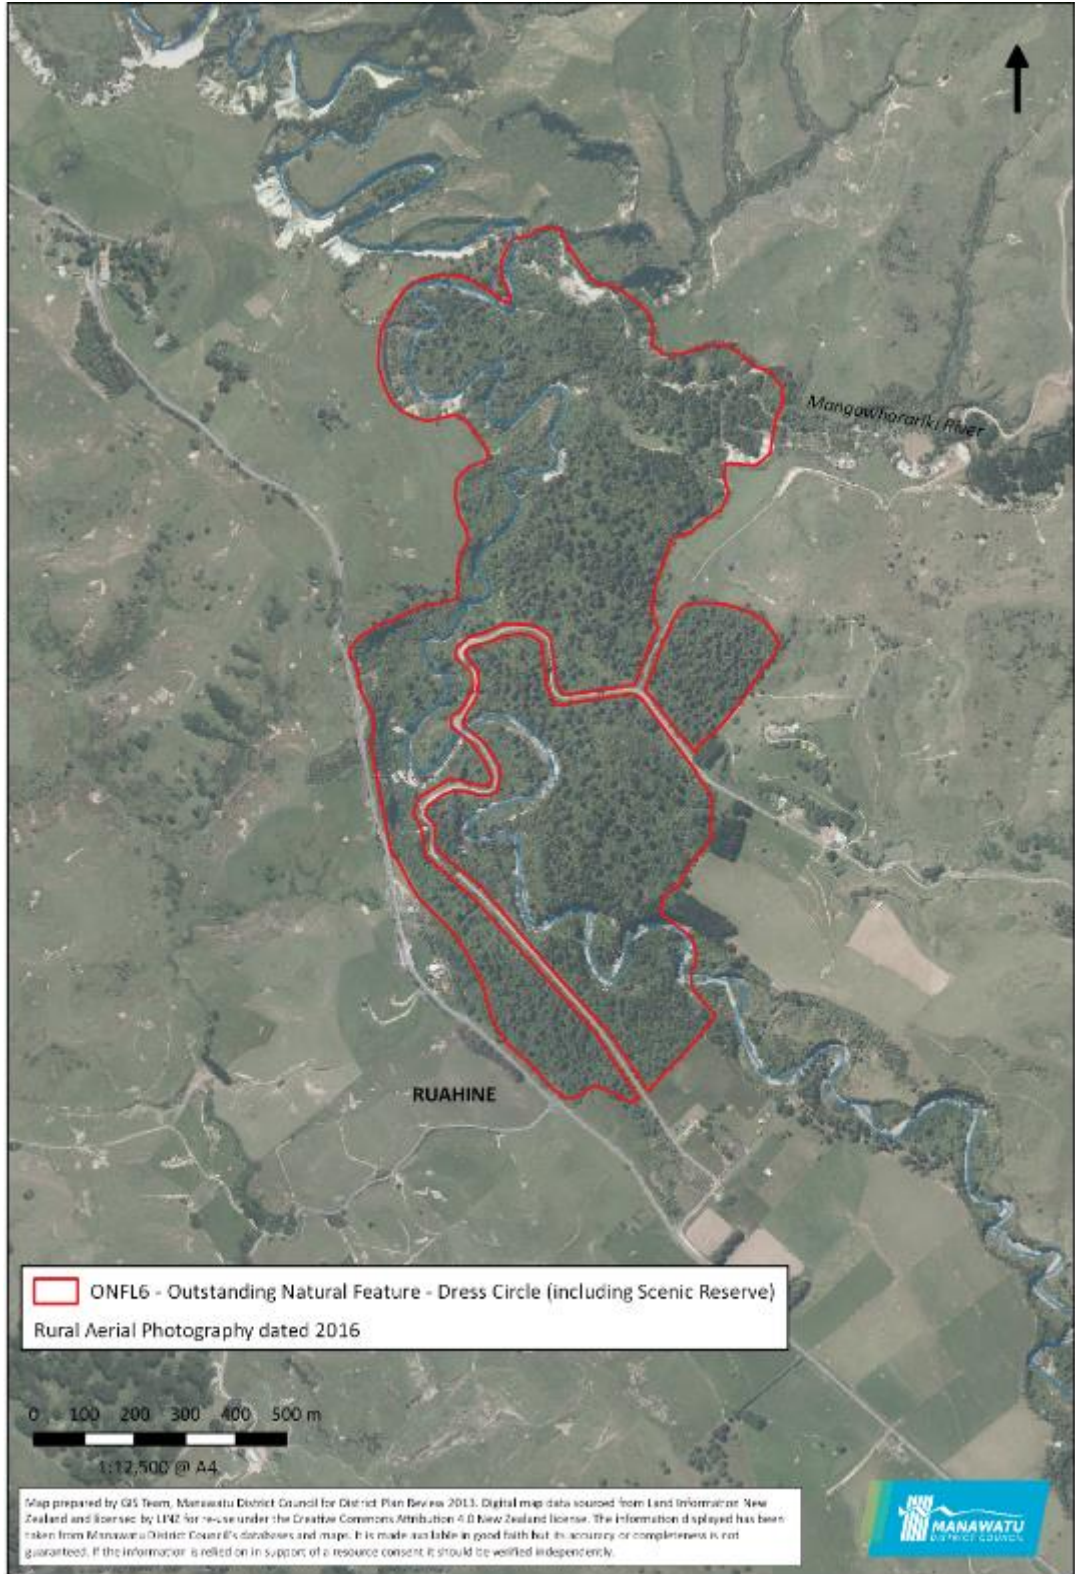 Mangawharariki River
RUAHINE
ONFL6 - Outstanding Natural Feature - Dress Circle (including Scenic Reserve)
Rural Aerial Photography dated 2016
0 100 200 300 400 500 m
1:12,500 @ A4
Map prepared by GIS Team, Manawatu District Council for District Plan Review 2013. Digital map data sourced from Land Information New
Zealand and licensed by LINZ for re-use under the Creative Commons Attribution 4.0 New Zealand license. The information displayed has been
taken from Manawatu District Council's databases and maps. It is made available in good faith but its accuracy or completeness is not
guaranteed. If the information is relied on in support of a resource consent it should be verified independently.
MANAWATU
DISTRICT COUNCIL